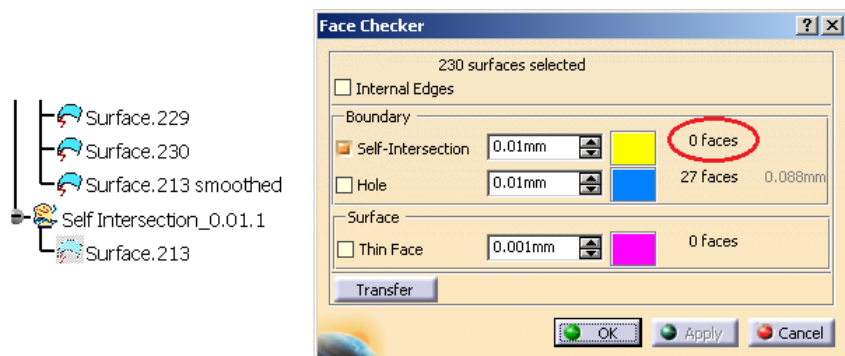 Surface.229
Surface.230
Surface.213 smoothed
Self Intersection_0.01.1
Surface.213
Face Checker
230 surfaces selected
Internal Edges
Boundary
Self-Intersection 0.01mm 0 faces
Hole 0.01mm 27 faces 0.088mm
Surface
Thin Face 0.001mm 0 faces
Transfer
OK Apply Cancel